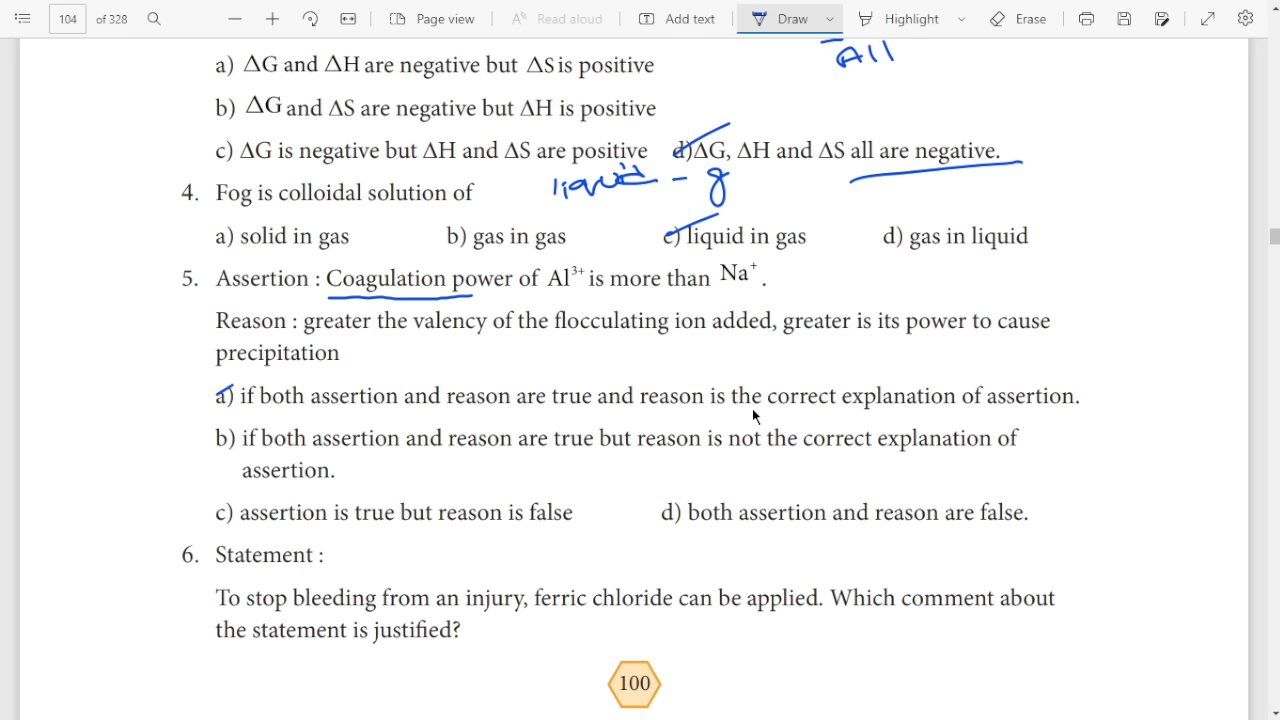 104 of 328 Page view Read aloud Add text Draw Highlight Erase
All
a) ΔG and ΔH are negative but ΔS is positive
b) ΔG and ΔS are negative but ΔH is positive
c) ΔG is negative but ΔH and ΔS are positive d) ΔG, ΔH and ΔS all are negative.
liquid - g
4. Fog is colloidal solution of
a) solid in gas b) gas in gas c) liquid in gas d) gas in liquid
5. Assertion : Coagulation power of Al³⁺ is more than Na⁺ .
Reason : greater the valency of the flocculating ion added, greater is its power to cause
precipitation
a) if both assertion and reason are true and reason is the correct explanation of assertion.
b) if both assertion and reason are true but reason is not the correct explanation of
assertion.
c) assertion is true but reason is false d) both assertion and reason are false.
6. Statement :
To stop bleeding from an injury, ferric chloride can be applied. Which comment about
the statement is justified?
100